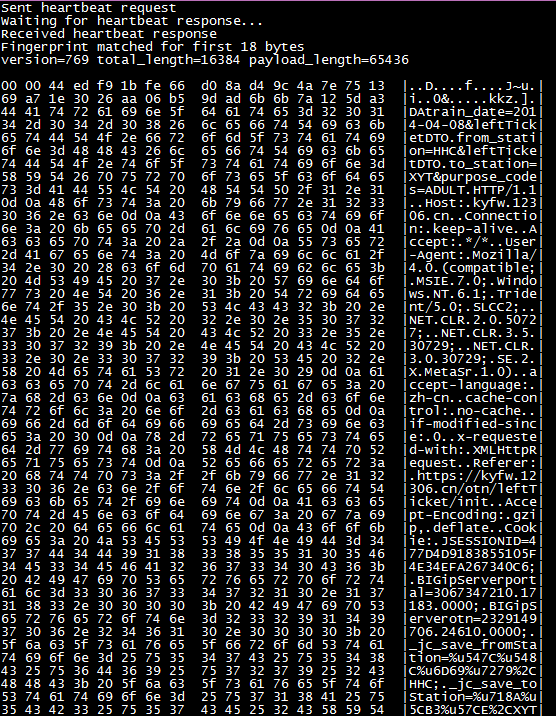 Sent heartbeat request
Waiting for heartbeat response...
Received heartbeat response
Fingerprint matched for first 18 bytes
version=769 total_length=16384 payload_length=65436
00 00 44 ed f9 1b fe 66  d0 8a d4 9c 4a 7e 75 13  |..D....f....J~u.|
69 a7 1e 30 26 aa 06 b5  9d ad 6b 6b 7a 12 5d a3  |i..0&.....kkz.].|
44 41 74 72 61 69 6e 5f  64 61 74 65 3d 32 30 31  |DAtrain_date=201|
34 2d 30 34 2d 30 38 26  6c 65 66 74 54 69 63 6b  |4-04-08&leftTick|
65 74 44 54 4f 2e 66 72  6f 6d 5f 73 74 61 74 69  |etDTO.from_stati|
6f 6e 3d 48 48 43 26 6c  65 66 74 54 69 63 6b 65  |on=HHC&leftTicke|
74 44 54 4f 2e 74 6f 5f  73 74 61 74 69 6f 6e 3d  |tDTO.to_station=|
58 59 54 26 70 75 72 70  6f 73 65 5f 63 6f 64 65  |XYT&purpose_code|
73 3d 41 44 55 4c 54 20  48 54 54 50 2f 31 2e 31  |s=ADULT.HTTP/1.1|
0d 0a 48 6f 73 74 3a 20  6b 79 66 77 2e 31 32 33  |..Host:.kyfw.123|
30 36 2e 63 6e 0d 0a 43  6f 6e 6e 65 63 74 69 6f  |06.cn..Connectio|
6e 3a 20 6b 65 65 70 2d  61 6c 69 76 65 0d 0a 41  |n:.keep-alive..A|
63 63 65 70 74 3a 20 2a  2f 2a 0d 0a 55 73 65 72  |ccept:.*/*..User|
2d 41 67 65 6e 74 3a 20  4d 6f 7a 69 6c 6c 61 2f  |-Agent:.Mozilla/|
34 2e 30 20 28 63 6f 6d  70 61 74 69 62 6c 65 3b  |4.0.(compatible;|
20 4d 53 49 45 20 37 2e  30 3b 20 57 69 6e 64 6f  |.MSIE.7.0;.Windo|
77 73 20 4e 54 20 36 2e  31 3b 20 54 72 69 64 65  |ws.NT.6.1;.Tride|
6e 74 2f 35 2e 30 3b 20  53 4c 43 43 32 3b 20 2e  |nt/5.0;.SLCC2;..|
4e 45 54 20 43 4c 52 20  32 2e 30 2e 35 30 37 32  |NET.CLR.2.0.5072|
37 3b 20 2e 4e 45 54 20  43 4c 52 20 33 2e 35 2e  |7;..NET.CLR.3.5.|
33 30 37 32 39 3b 20 2e  4e 45 54 20 43 4c 52 20  |30729;..NET.CLR.|
33 2e 30 2e 33 30 37 32  39 3b 20 53 45 20 32 2e  |3.0.30729;.SE.2.|
58 20 4d 65 74 61 53 72  20 31 2e 30 29 0d 0a 61  |X.MetaSr.1.0)..a|
63 63 65 70 74 2d 6c 61  6e 67 75 61 67 65 3a 20  |ccept-language:.|
7a 68 2d 63 6e 0d 0a 63  61 63 68 65 2d 63 6f 6e  |zh-cn..cache-con|
74 72 6f 6c 3a 20 6e 6f  2d 63 61 63 68 65 0d 0a  |trol:.no-cache..|
69 66 2d 6d 6f 64 69 66  69 65 64 2d 73 69 6e 63  |if-modified-sinc|
65 3a 20 30 0d 0a 78 2d  72 65 71 75 65 73 74 65  |e:.0..x-requeste|
64 2d 77 69 74 68 3a 20  58 4d 4c 48 74 74 70 52  |d-with:.XMLHttpR|
65 71 75 65 73 74 0d 0a  52 65 66 65 72 65 72 3a  |equest..Referer:|
20 68 74 74 70 73 3a 2f  2f 6b 79 66 77 2e 31 32  |.https://kyfw.12|
33 30 36 2e 63 6e 2f 6f  74 6e 2f 6c 65 66 74 54  |306.cn/otn/leftT|
69 63 6b 65 74 2f 69 6e  69 74 0d 0a 41 63 63 65  |icket/init..Acce|
70 74 2d 45 6e 63 6f 64  69 6e 67 3a 20 67 7a 69  |pt-Encoding:.gzi|
70 2c 20 64 65 66 6c 61  74 65 0d 0a 43 6f 6f 6b  |p,.deflate..Cook|
69 65 3a 20 4a 53 45 53  53 49 4f 4e 49 44 3d 34  |ie:.JSESSIONID=4|
37 37 44 34 44 39 31 38  33 38 35 35 31 30 35 46  |77D4D9183855105F|
34 45 33 34 45 46 41 32  36 37 33 34 30 43 36 3b  |4E34EFA267340C6;|
20 42 49 47 69 70 53 65  72 76 65 72 70 6f 72 74  |.BIGipServerport|
61 6c 3d 33 30 36 37 33  34 37 32 31 30 2e 31 37  |al=3067347210.17|
31 38 33 2e 30 30 30 30  3b 20 42 49 47 69 70 53  |183.0000;.BIGipS|
65 72 76 65 72 6f 74 6e  3d 32 33 32 39 31 34 39  |erverotn=2329149|
37 30 36 2e 32 34 36 31  30 2e 30 30 30 30 3b 20  |706.24610.0000;.|
5f 6a 63 5f 73 61 76 65  5f 66 72 6f 6d 53 74 61  |_jc_save_fromSta|
74 69 6f 6e 3d 25 75 35  34 37 43 25 75 35 34 38  |tion=%u547C%u548|
43 25 75 36 44 36 39 25  75 37 32 37 39 25 32 43  |C%u6D69%u7279%2C|
48 48 43 3b 20 5f 6a 63  5f 73 61 76 65 5f 74 6f  |HHC;._jc_save_to|
53 74 61 74 69 6f 6e 3d  25 75 37 31 38 41 25 75  |Station=%u718A%u|
35 43 42 33 25 75 35 37  43 45 25 32 43 58 59 54  |5CB3%u57CE%2CXYT|